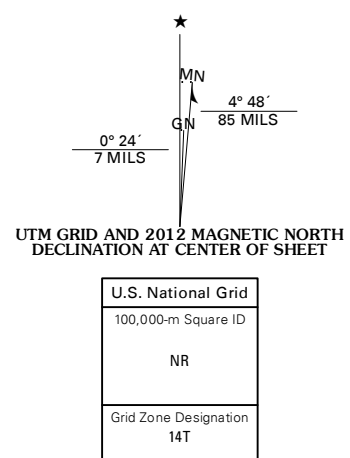 ★
MN
4° 48´
85 MILS
GN
0° 24´
7 MILS
UTM GRID AND 2012 MAGNETIC NORTH
DECLINATION AT CENTER OF SHEET
U.S. National Grid
100,000-m Square ID
NR
Grid Zone Designation
14T